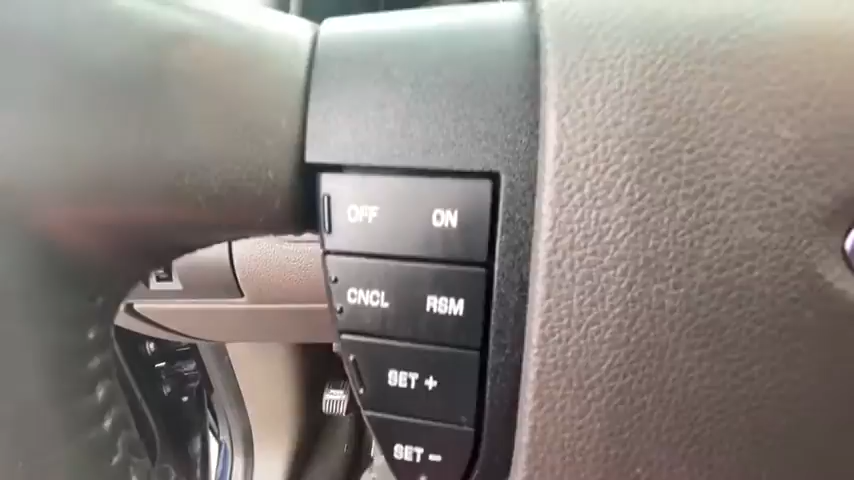 OFF ON
CNCL RSM
SET +
SET -